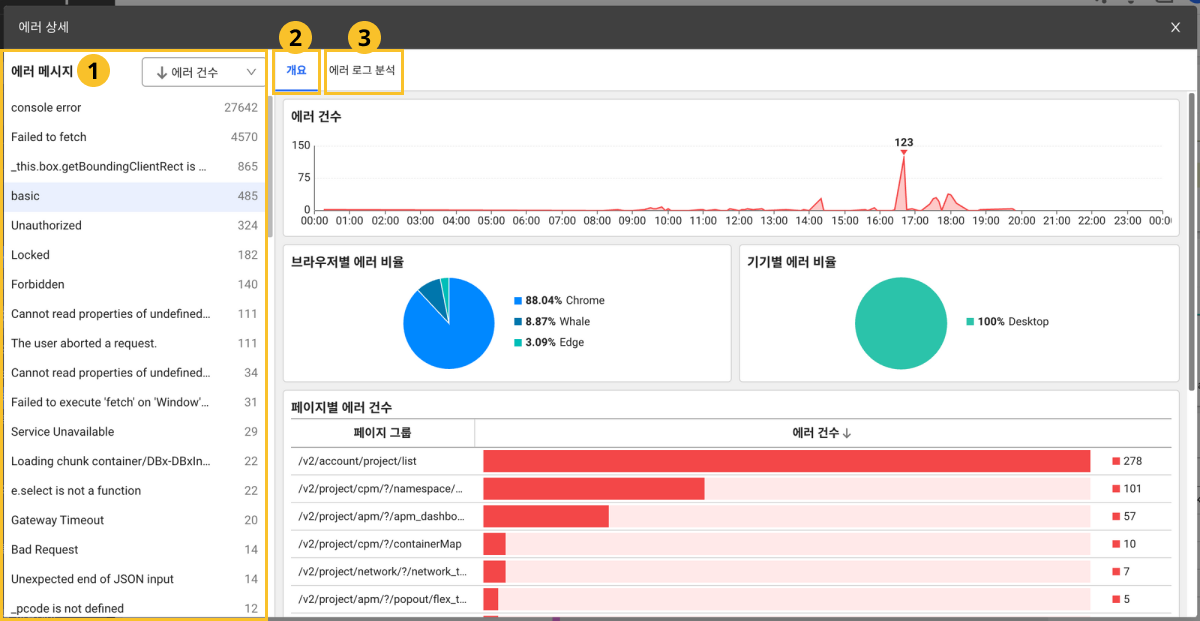 에러 상세
2
3
에러 메시지
1
에러 건수
console error 27642
Failed to fetch 4570
_this.box.getBoundingClientRect is ... 865
basic 485
Unauthorized 324
Locked 182
Forbidden 140
Cannot read properties of undefined... 111
The user aborted a request. 111
Cannot read properties of undefined... 34
Failed to execute 'fetch' on 'Window'... 31
Service Unavailable 29
Loading chunk container/DBx-DBxIn... 22
e.select is not a function 22
Gateway Timeout 20
Bad Request 14
Unexpected end of JSON input 14
_pcode is not defined 12
개요
에러 로그 분석
에러 건수
150
75
0
123
00:00 01:00 02:00 03:00 04:00 05:00 06:00 07:00 08:00 09:00 10:00 11:00 12:00 13:00 14:00 15:00 16:00 17:00 18:00 19:00 20:00 21:00 22:00 23:00 00:0
브라우저별 에러 비율
88.04% Chrome
8.87% Whale
3.09% Edge
기기별 에러 비율
100% Desktop
페이지별 에러 건수
페이지 그룹 에러 건수
/v2/account/project/list 278
/v2/project/cpm/?/namespace/... 101
/v2/project/apm/?/apm_dashbo... 57
/v2/project/cpm/?/containerMap 10
/v2/project/network/?/network_t... 7
/v2/project/apm/?/popout/flex_t... 5